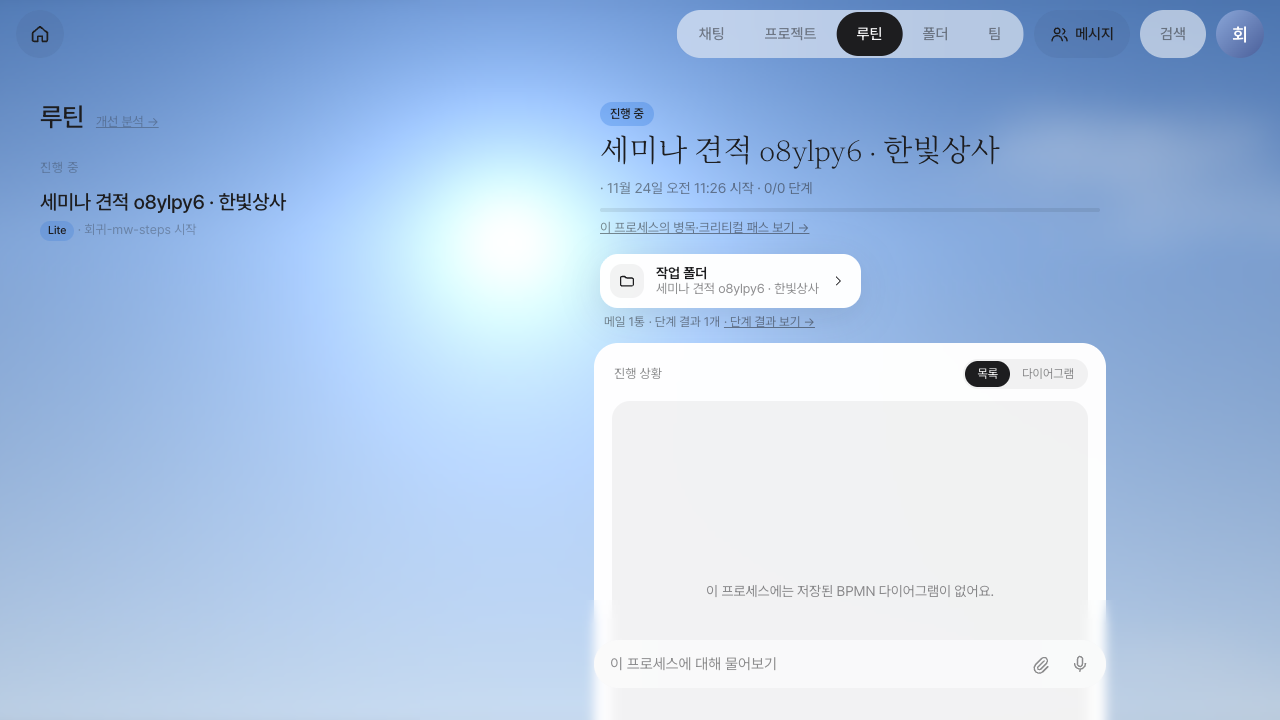 채팅 프로젝트 루틴 폴더 팀 메시지 검색 회
루틴 개선 분석 →
진행 중
세미나 견적 o8ylpy6 · 한빛상사
Lite · 회귀-mw-steps 시작
진행 중
세미나 견적 o8ylpy6 · 한빛상사
· 11월 24일 오전 11:26 시작 · 0/0 단계
이 프로세스의 병목·크리티컬 패스 보기 →
작업 폴더
세미나 견적 o8ylpy6 · 한빛상사
메일 1통 · 단계 결과 1개 · 단계 결과 보기 →
진행 상황 목록 다이어그램
이 프로세스에는 저장된 BPMN 다이어그램이 없어요.
이 프로세스에 대해 물어보기